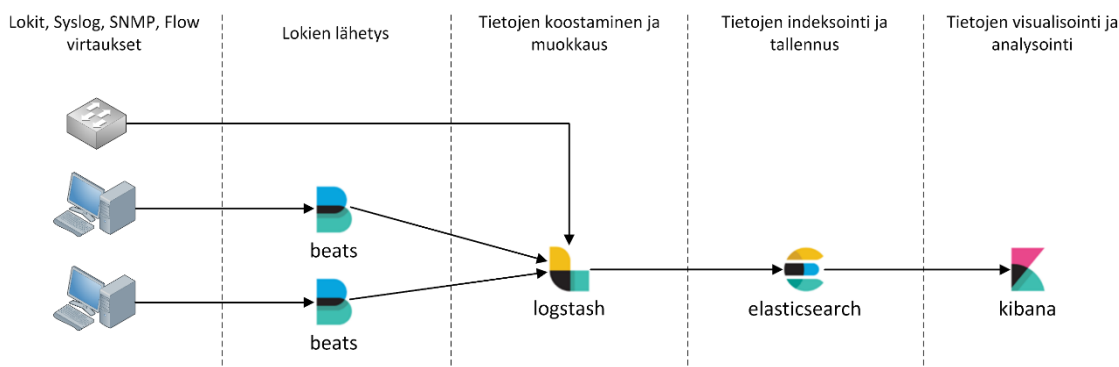 Lokit, Syslog, SNMP, Flow
virtaukset
Lokien lähetys
Tietojen koostaminen ja
muokkaus
Tietojen indeksointi ja
tallennus
Tietojen visualisointi ja
analysointi
beats
beats
logstash
elasticsearch
kibana